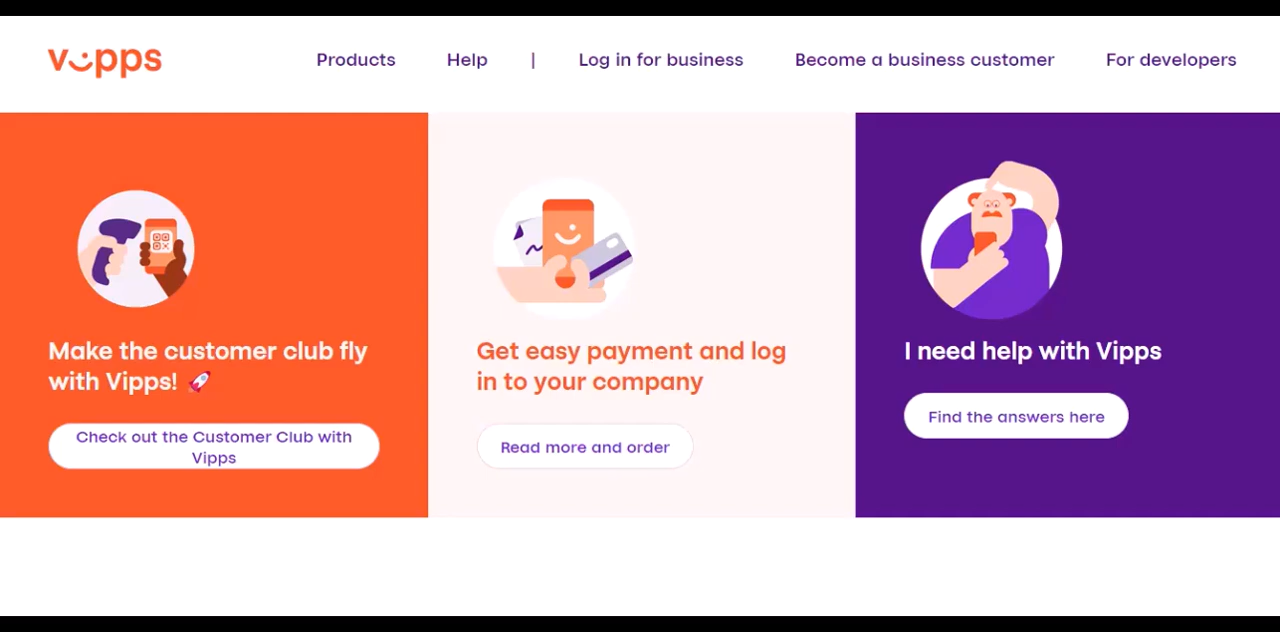 vipps
Products Help | Log in for business Become a business customer For developers
Make the customer club fly
with Vipps! 🚀
Check out the Customer Club with
Vipps
Get easy payment and log
in to your company
Read more and order
I need help with Vipps
Find the answers here